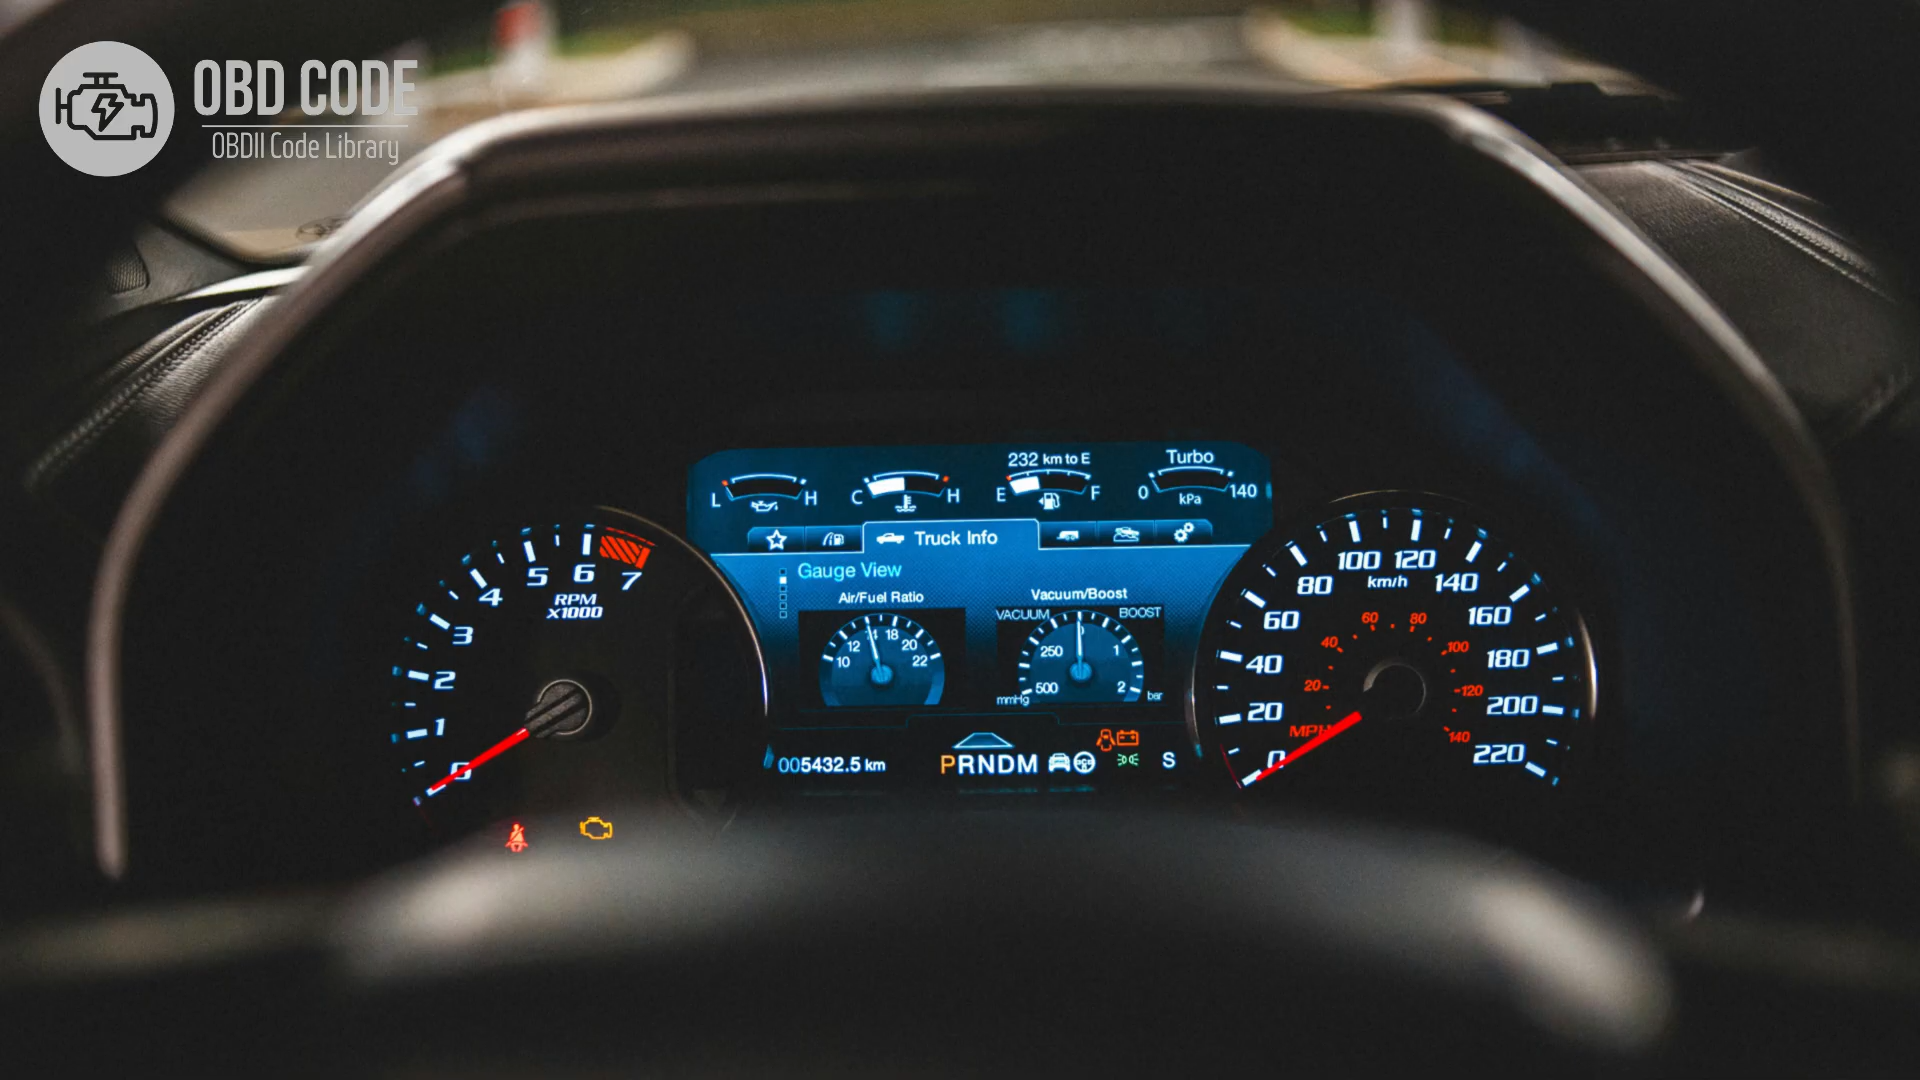 OBD CODE
OBDII Code Library
232 km to E
Turbo
L H
C H
E F
0 140
kPa
Truck Info
Gauge View
Air/Fuel Ratio
Vacuum/Boost
VACUUM BOOST
10 12 14 18 20 22
500 250 0 1 2
mmHg bar
0 1 2 3 4 5 6 7
RPM
X1000
0 20 40 60 80 100 120 140 160 180 200 220
km/h
20 40 60 80 100 120 140
MPH
005432.5 km
PRNDM
S